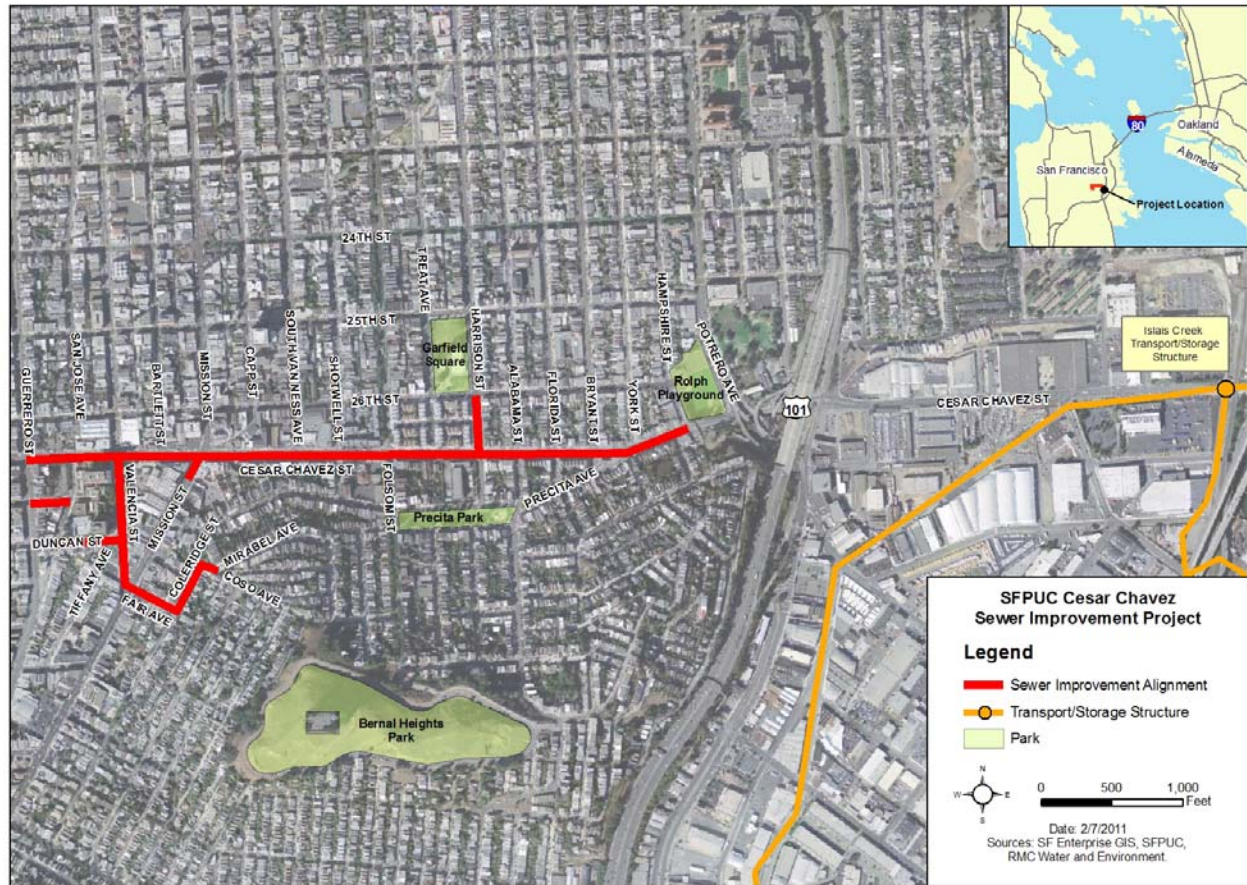 80
Oakland
Alameda
San Francisco
Project Location
24TH ST
TREAT AVE
25TH ST
HARRISON ST
HAMPSHIRE ST
POTRERO AVE
Garfield
Square
Rolph
Playground
GUERRERO ST
SAN JOSE AVE
BARTLETT ST
MISSION ST
CAPP ST
SOUTH VAN NESS AVE
SHOTWELL ST
26TH ST
ALABAMA ST
FLORIDA ST
BRYANT ST
YORK ST
101
CESAR CHAVEZ ST
Islais Creek
Transport/Storage
Structure
CESAR CHAVEZ ST
VALENCIA ST
MISSION ST
FOLSOM ST
PRECITA AVE
Precita Park
DUNCAN ST
TIFFANY AVE
COLERIDGE ST
MIRABEL AVE
COSO AVE
FAIR AVE
Bernal Heights
Park
SFPUC Cesar Chavez
Sewer Improvement Project
Legend
Sewer Improvement Alignment
Transport/Storage Structure
Park
N
W
E
S
0 500 1,000
Feet
Date: 2/7/2011
Sources: SF Enterprise GIS, SFPUC,
RMC Water and Environment.